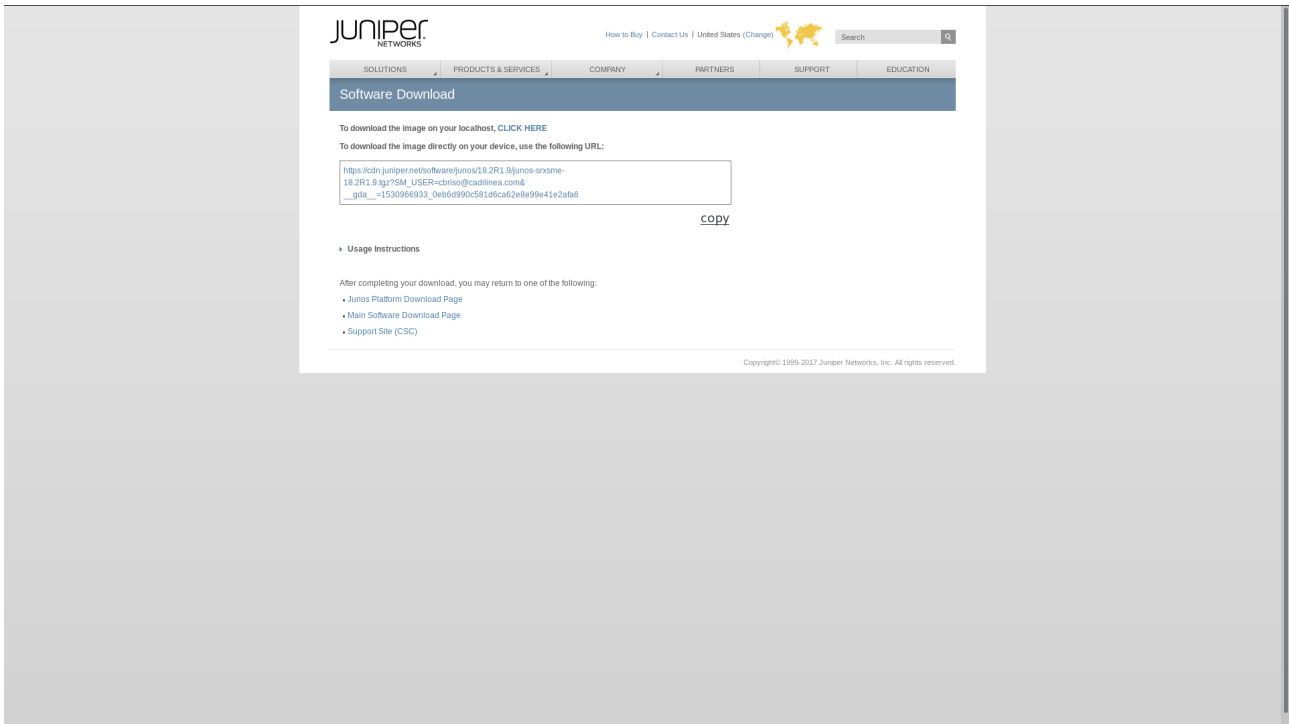 JUNIPER
NETWORKS
How to Buy | Contact Us | United States (Change)
Search
SOLUTIONS PRODUCTS & SERVICES COMPANY PARTNERS SUPPORT EDUCATION
Software Download
To download the image on your localhost, CLICK HERE
To download the image directly on your device, use the following URL:
https://cdn.juniper.net/software/junos/18.2R1.9/junos-srxsme-
18.2R1.9.tgz?SM_USER=cbriso@cadilinea.com&
__gda__=1530966933_0eb6d990c581d6ca62e8e99e41e2afa6
copy
Usage Instructions
After completing your download, you may return to one of the following:
• Junos Platform Download Page
• Main Software Download Page
• Support Site (CSC)
Copyright© 1999-2017 Juniper Networks, Inc. All rights reserved.